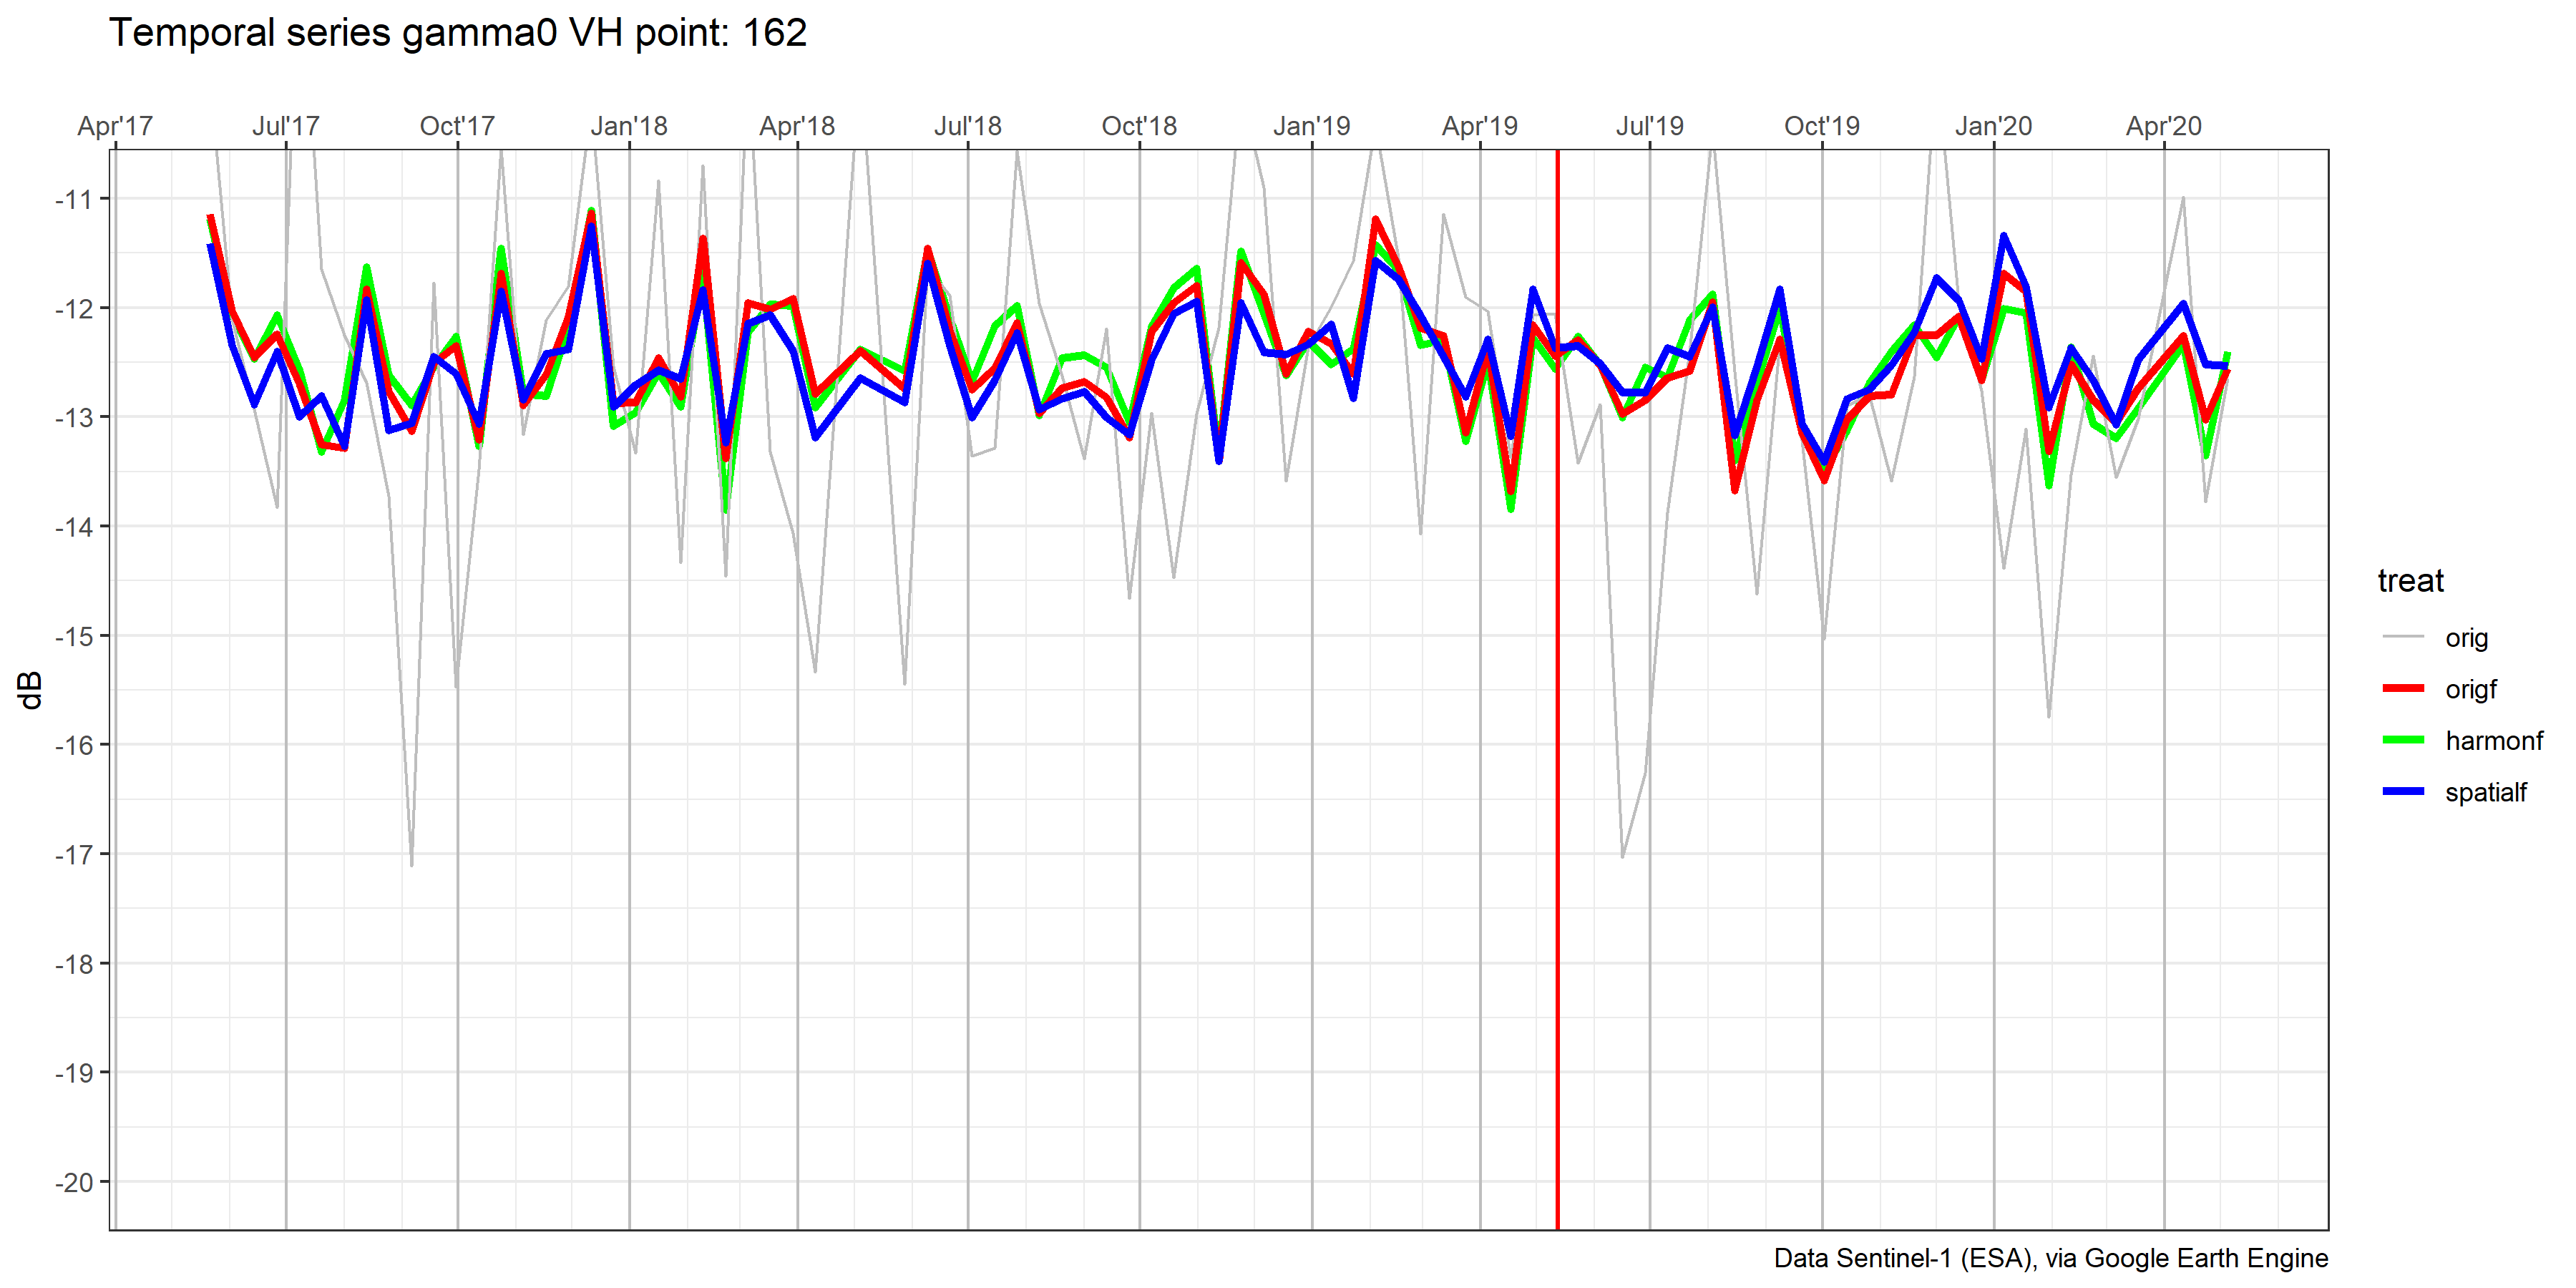 Temporal series gamma0 VH point: 162
Apr'17 Jul'17 Oct'17 Jan'18 Apr'18 Jul'18 Oct'18 Jan'19 Apr'19 Jul'19 Oct'19 Jan'20 Apr'20
-11
-12
-13
-14
-15
-16
-17
-18
-19
-20
dB
treat
orig
origf
harmonf
spatialf
Data Sentinel-1 (ESA), via Google Earth Engine